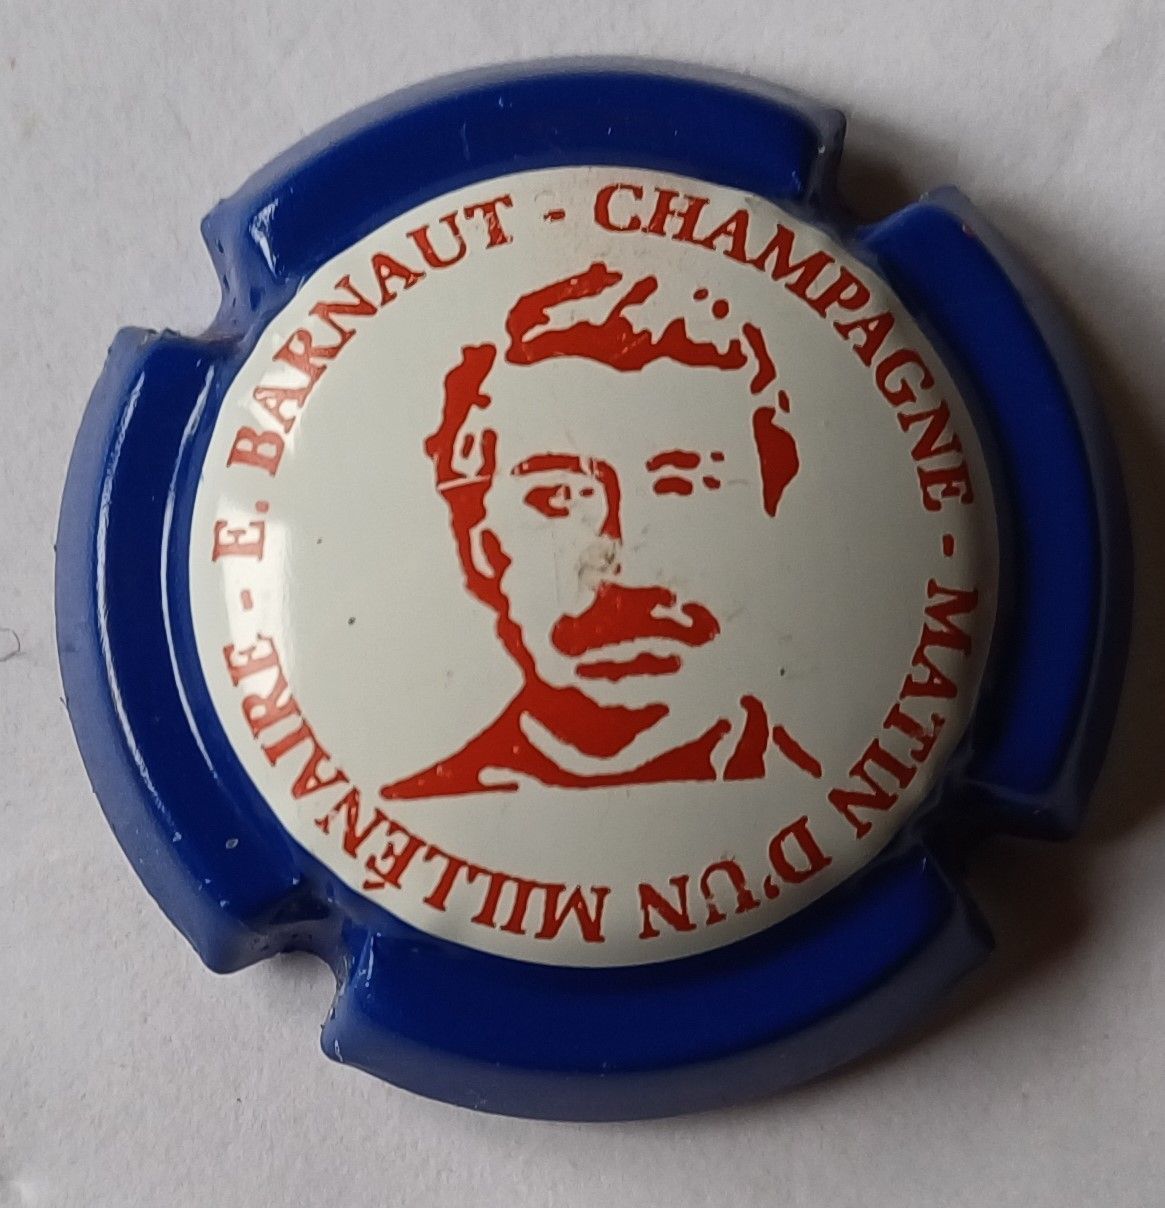 E. BARNAUT - CHAMPAGNE - MATIN D'UN MILLÉNAIRE -